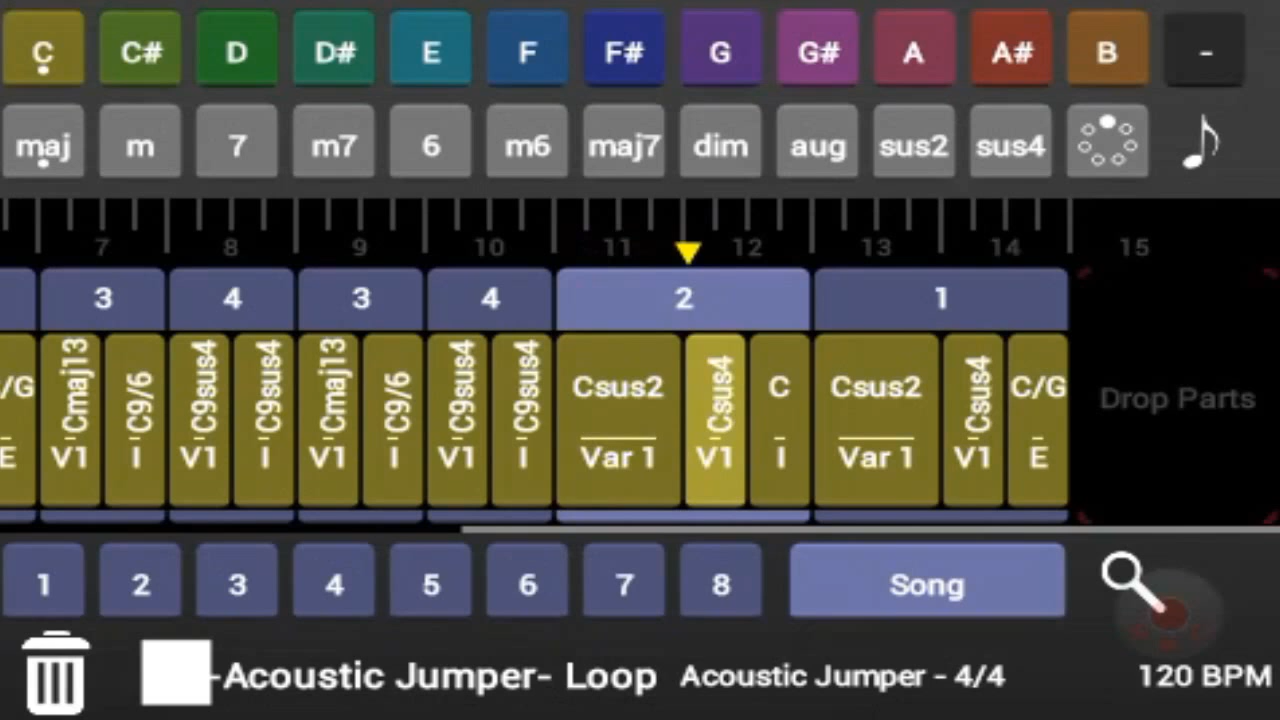 C C# D D# E F F# G G# A A# B -
maj m 7 m7 6 m6 maj7 dim aug sus2 sus4
7 8 9 10 11 12 13 14 15
3 4 3 4 2 1
/G Cmaj13 C9/6 C9sus4 C9sus4 Cmaj13 C9/6 C9sus4 C9sus4 Csus2 Csus4 C Csus2 Csus4 C/G Drop Parts
E V1 I V1 I V1 I V1 I Var 1 V1 I Var 1 V1 E
1 2 3 4 5 6 7 8 Song
-Acoustic Jumper- Loop Acoustic Jumper - 4/4 120 BPM